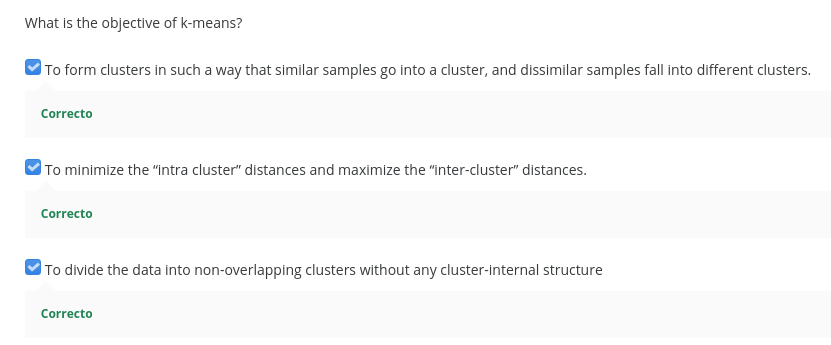 What is the objective of k-means?
To form clusters in such a way that similar samples go into a cluster, and dissimilar samples fall into different clusters.
Correcto
To minimize the “intra cluster” distances and maximize the “inter-cluster” distances.
Correcto
To divide the data into non-overlapping clusters without any cluster-internal structure
Correcto